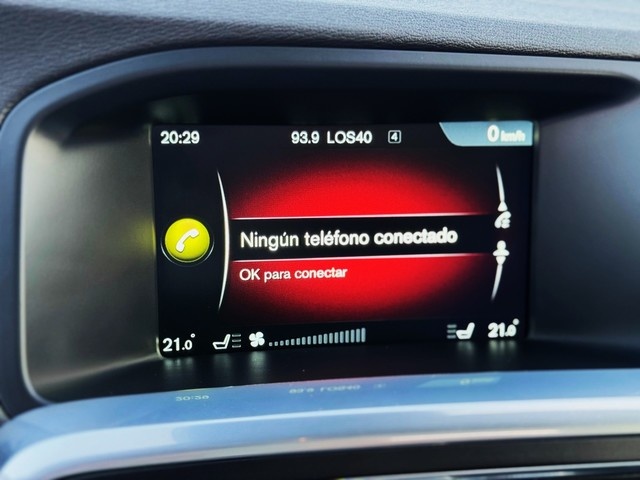 20:29 93.9 LOS40 4 0 km/h
Ningún teléfono conectado
OK para conectar
21.0° 21.0°